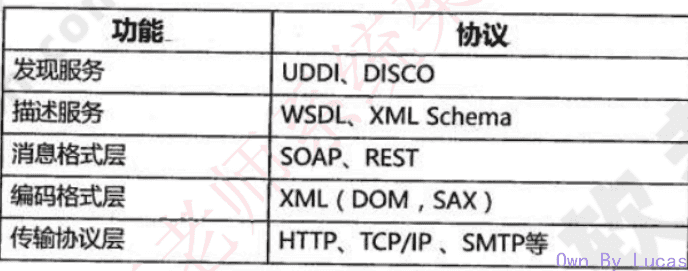 功能 协议
发现服务 UDDI、DISCO
描述服务 WSDL、XML Schema
消息格式层 SOAP、REST
编码格式层 XML（DOM，SAX）
传输协议层 HTTP、TCP/IP 、SMTP等
Own By Lucas